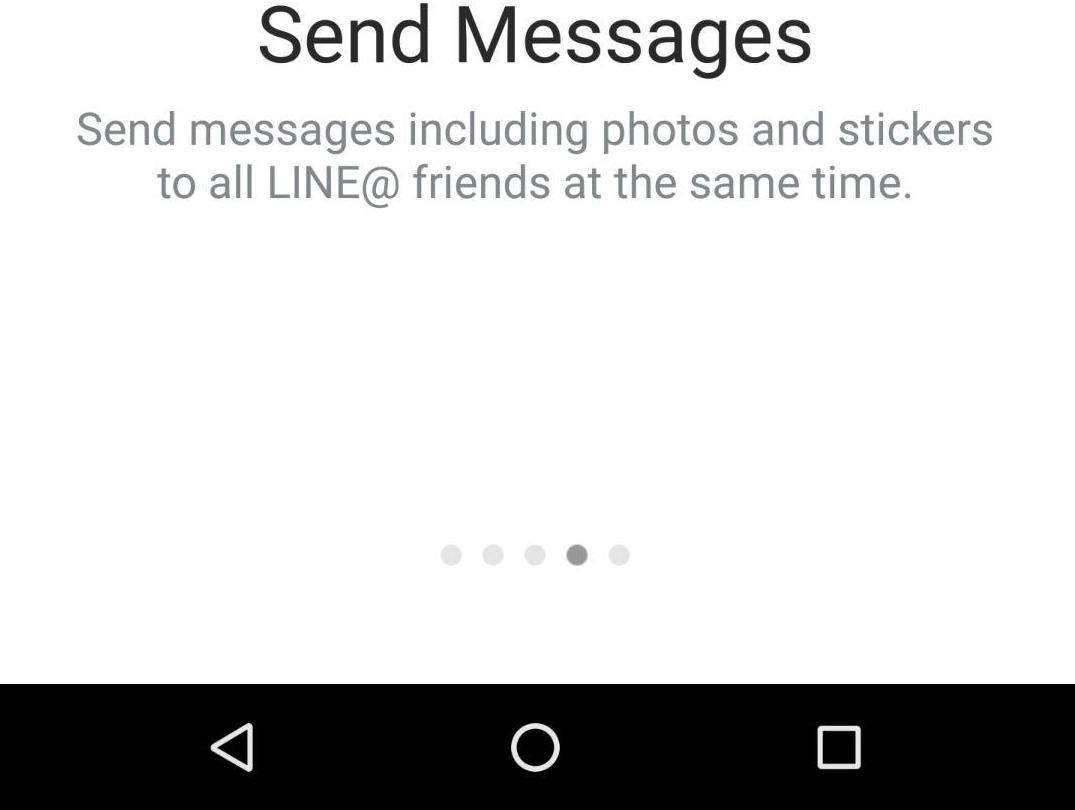 Send Messages
Send messages including photos and stickers
to all LINE@ friends at the same time.